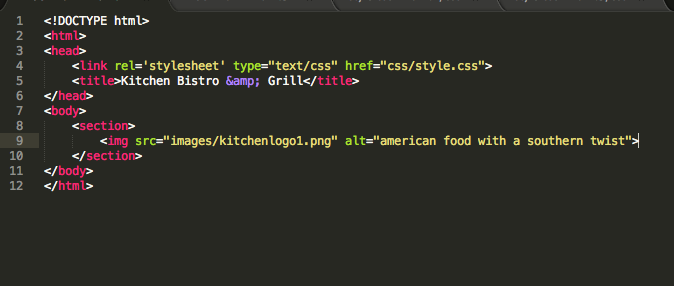 1 <!DOCTYPE html>
2 <html>
3 <head>
4 <link rel='stylesheet' type="text/css" href="css/style.css">
5 <title>Kitchen Bistro &amp; Grill</title>
6 </head>
7 <body>
8 <section>
9 <img src="images/kitchenlogo1.png" alt="american food with a southern twist">
10 </section>
11 </body>
12 </html>